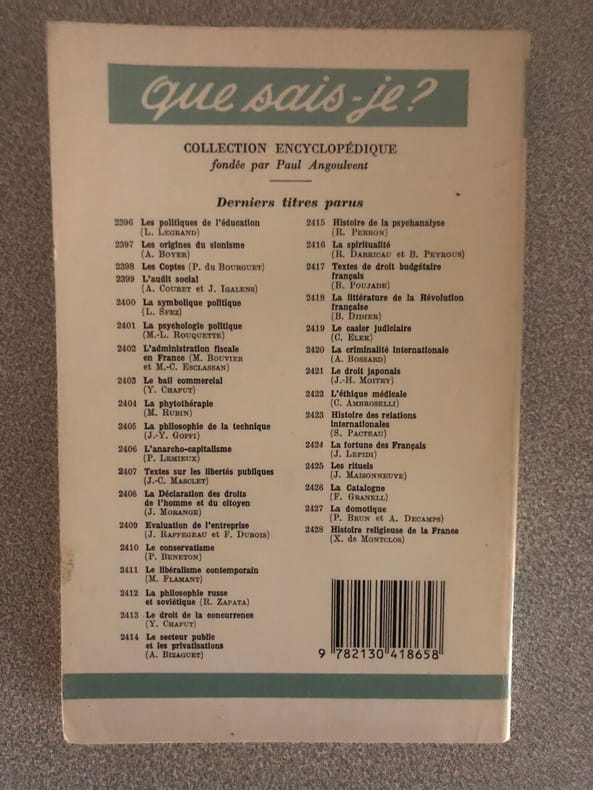 que sais-je?
COLLECTION ENCYCLOPÉDIQUE
fondée par Paul Angoulvent
Derniers titres parus
2396 Les politiques de l'éducation
(L. LEGRAND)
2397 Les origines du sionisme
(A. BOYER)
2398 Les Coptes (P. DU BOURGUET)
2399 L'audit social
(A. COURET et J. IGALENS)
2400 La symbolique politique
(L. SFEZ)
2401 La psychologie politique
(M.-L. ROUQUETTE)
2402 L'administration fiscale
en France (M. BOUVIER
et M.-C. ESCLASSAN)
2403 Le bail commercial
(Y. CHAPUT)
2404 La phytothérapie
(M. RUBIN)
2405 La philosophie de la technique
(J.-Y. GOFFI)
2406 L'anarcho-capitalisme
(P. LEMIEUX)
2407 Textes sur les libertés publiques
(J.-C. MASCLET)
2408 La Déclaration des droits
de l'homme et du citoyen
(J. MORANGE)
2409 Evaluation de l'entreprise
(J. RAFFEGEAU et F. DUBOIS)
2410 Le conservatisme
(P. BENETON)
2411 Le libéralisme contemporain
(M. FLAMANT)
2412 La philosophie russe
et soviétique (R. ZAPATA)
2413 Le droit de la concurrence
(Y. CHAPUT)
2414 Le secteur public
et les privatisations
(A. BIZAGUET)
2415 Histoire de la psychanalyse
(R. PERRON)
2416 La spiritualité
(R. DARRICAU et B. PEYROUS)
2417 Textes de droit budgétaire
français
(B. POUJADE)
2418 La littérature de la Révolution
française
(B. DIDIER)
2419 Le casier judiciaire
(C. ELEK)
2420 La criminalité internationale
(A. BOSSARD)
2421 Le droit japonais
(J.-H. MOITRY)
2422 L'éthique médicale
(C. AMBROSELLI)
2423 Histoire des relations
internationales
(S. PACTEAU)
2424 La fortune des Français
(J. LEPIDI)
2425 Les rituels
(J. MAISONNEUVE)
2426 La Catalogne
(F. GRANELL)
2427 La domotique
(P. BRUN et A. DECAMPS)
2428 Histoire religieuse de la France
(X. DE MONTCLOS)
9 782130 418658